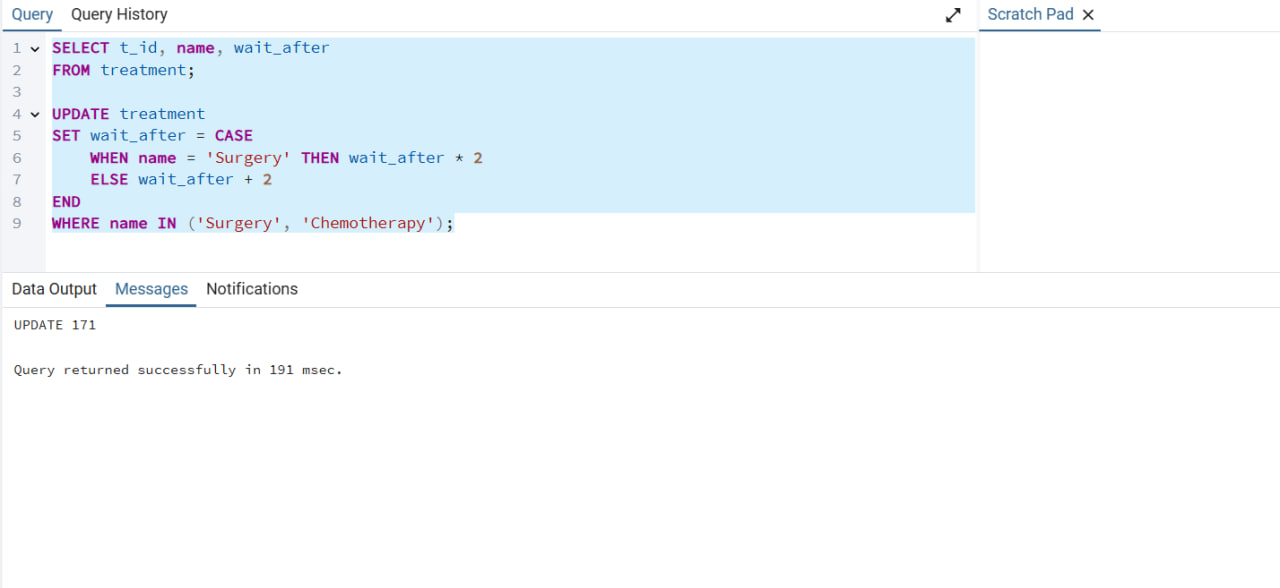 Query Query History Scratch Pad ×
1 SELECT t_id, name, wait_after
2 FROM treatment;
3
4 UPDATE treatment
5 SET wait_after = CASE
6 WHEN name = 'Surgery' THEN wait_after * 2
7 ELSE wait_after + 2
8 END
9 WHERE name IN ('Surgery', 'Chemotherapy');
Data Output Messages Notifications
UPDATE 171
Query returned successfully in 191 msec.